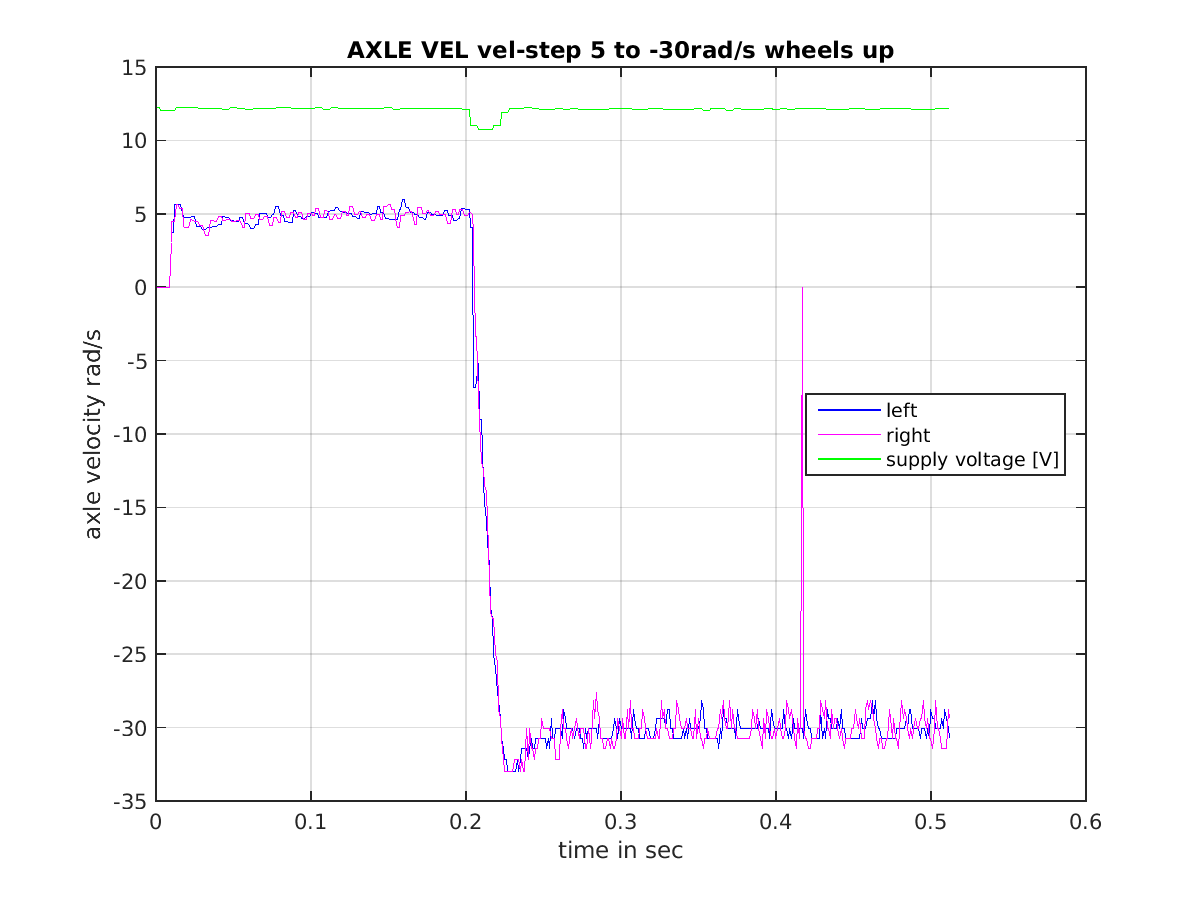 AXLE VEL vel-step 5 to -30rad/s wheels up
15
10
5
0
-5
-10
-15
-20
-25
-30
-35
axle velocity rad/s
left
right
supply voltage [V]
0 0.1 0.2 0.3 0.4 0.5 0.6
time in sec